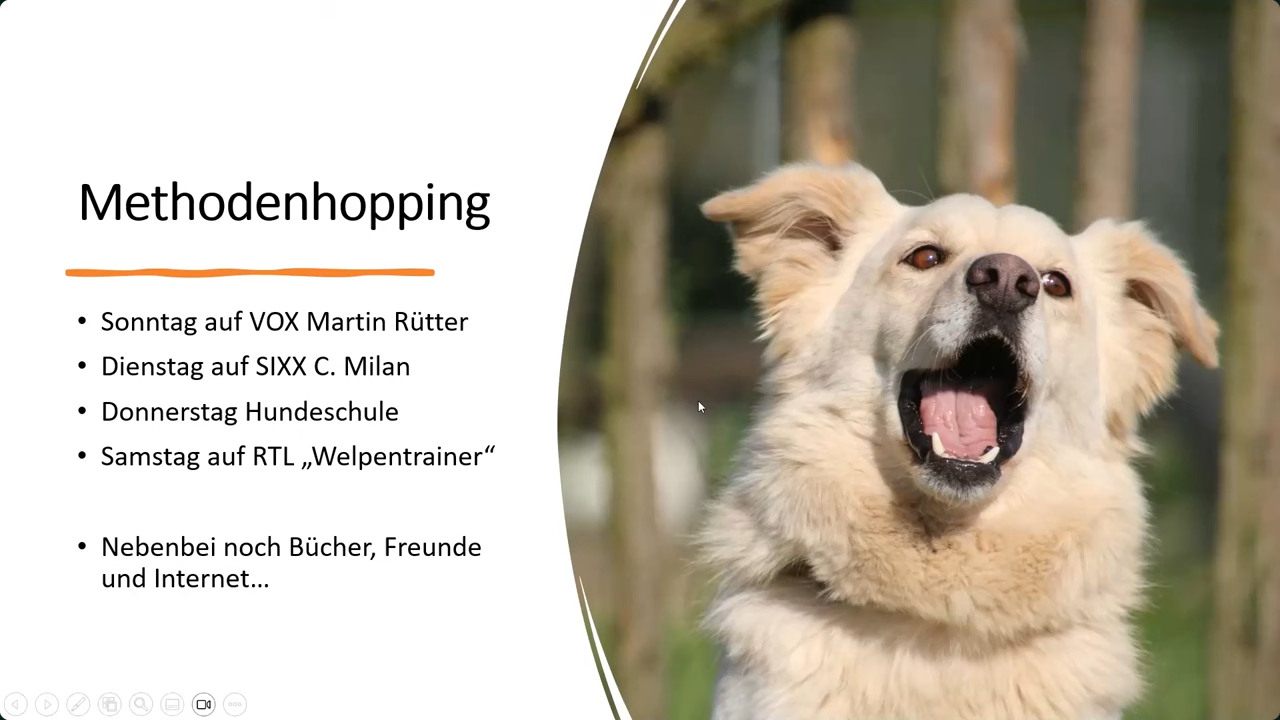 Methodenhopping
• Sonntag auf VOX Martin Rütter
• Dienstag auf SIXX C. Milan
• Donnerstag Hundeschule
• Samstag auf RTL „Welpentrainer“
• Nebenbei noch Bücher, Freunde
und Internet…